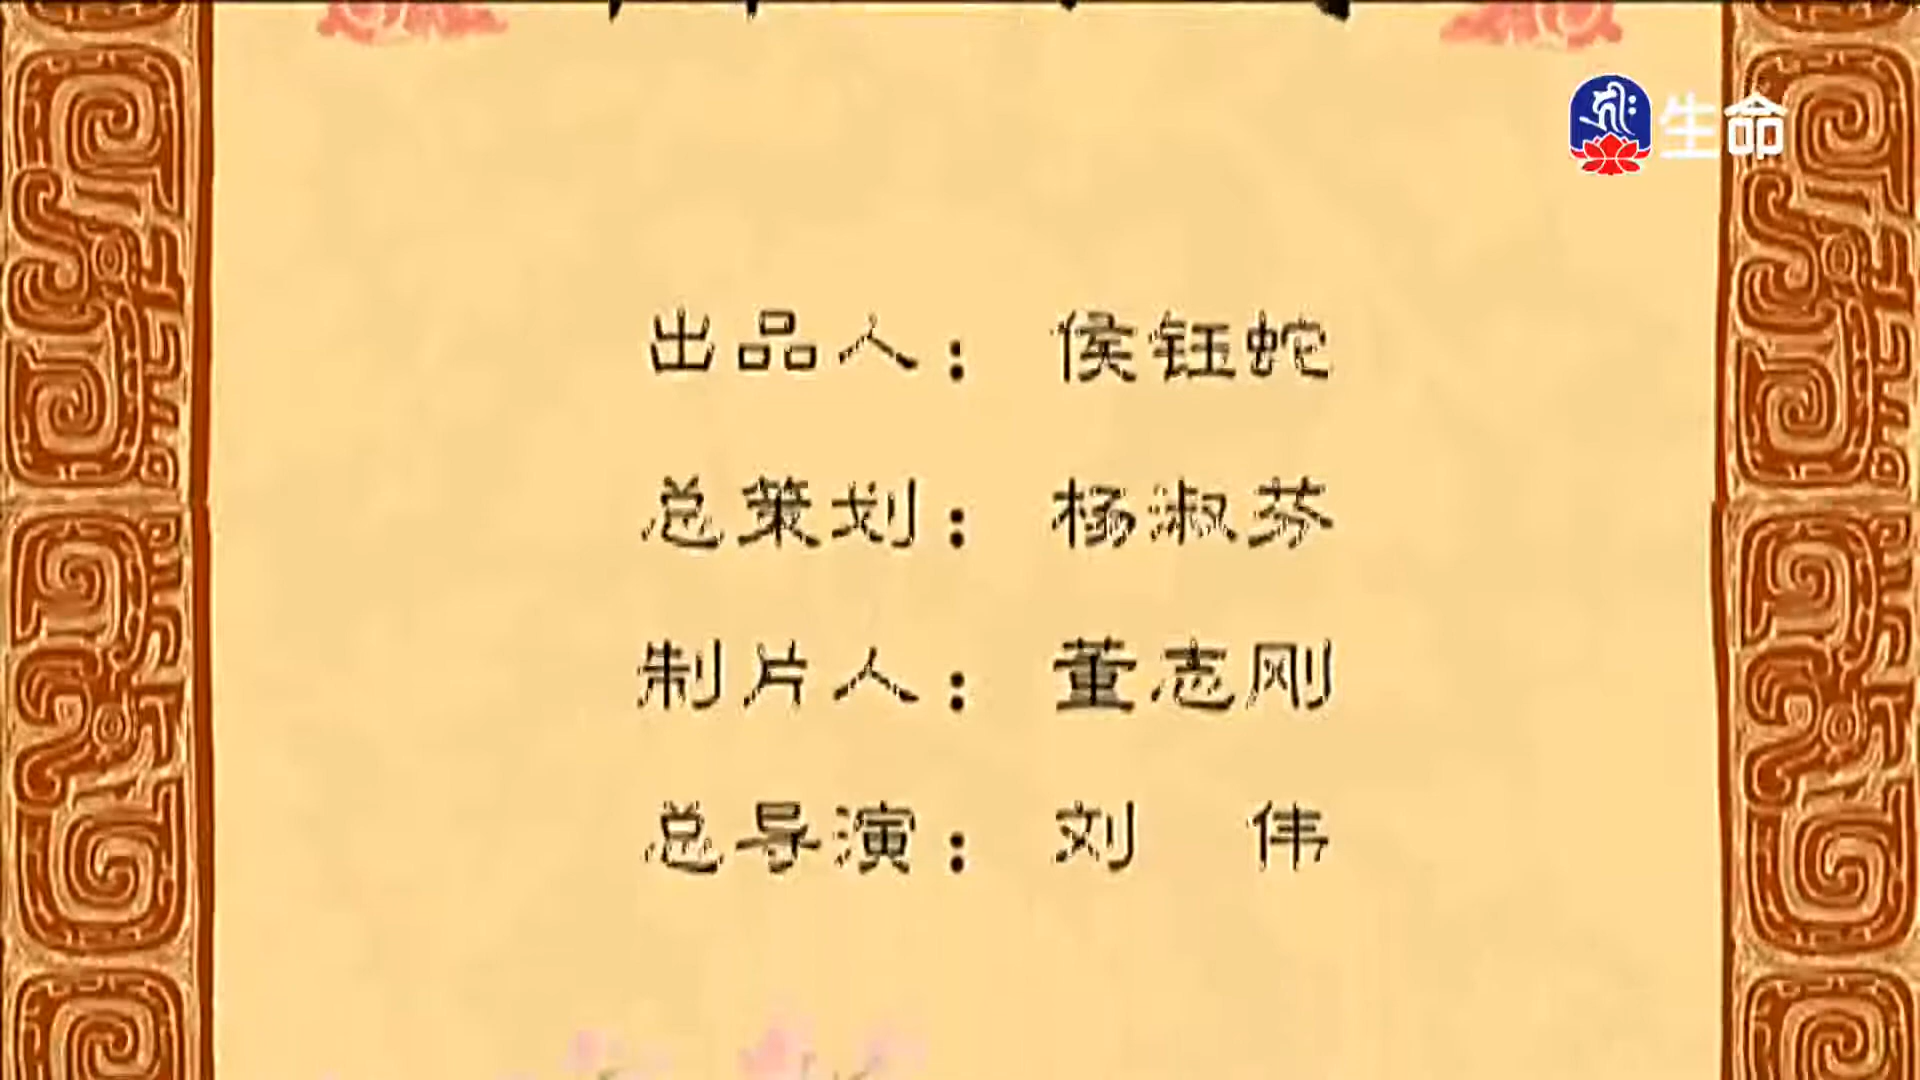 生命
出品人：侯钰蛇
总策划：杨淑芬
制片人：董志刚
总导演：刘 伟